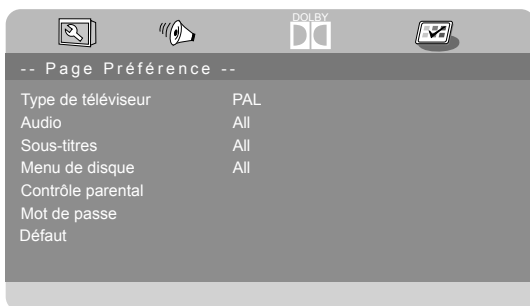 DOLBY
-- Page Préférence --
Type de téléviseur PAL
Audio All
Sous-titres All
Menu de disque All
Contrôle parental
Mot de passe
Défaut